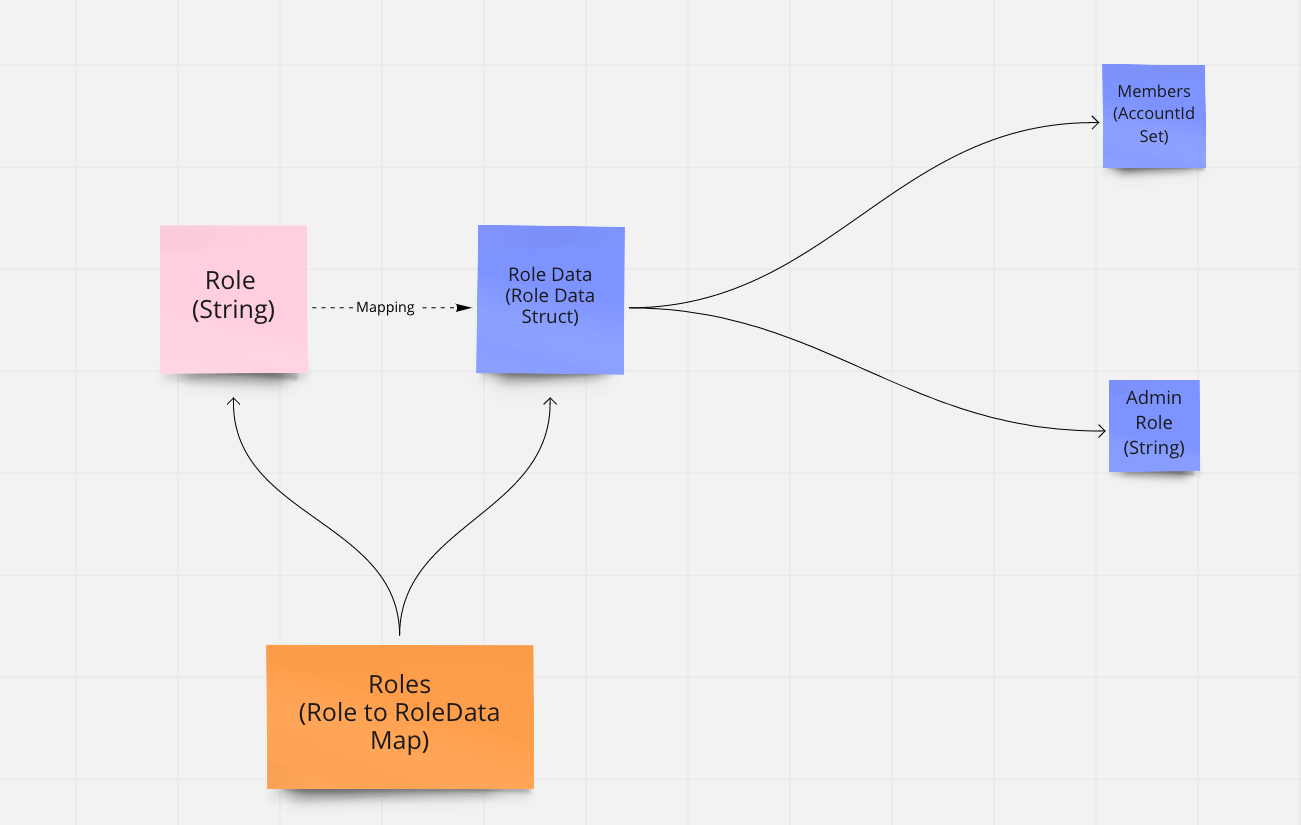 Members
(AccountId
Set)
Role
(String)
Mapping
Role Data
(Role Data
Struct)
Admin
Role
(String)
Roles
(Role to RoleData
Map)